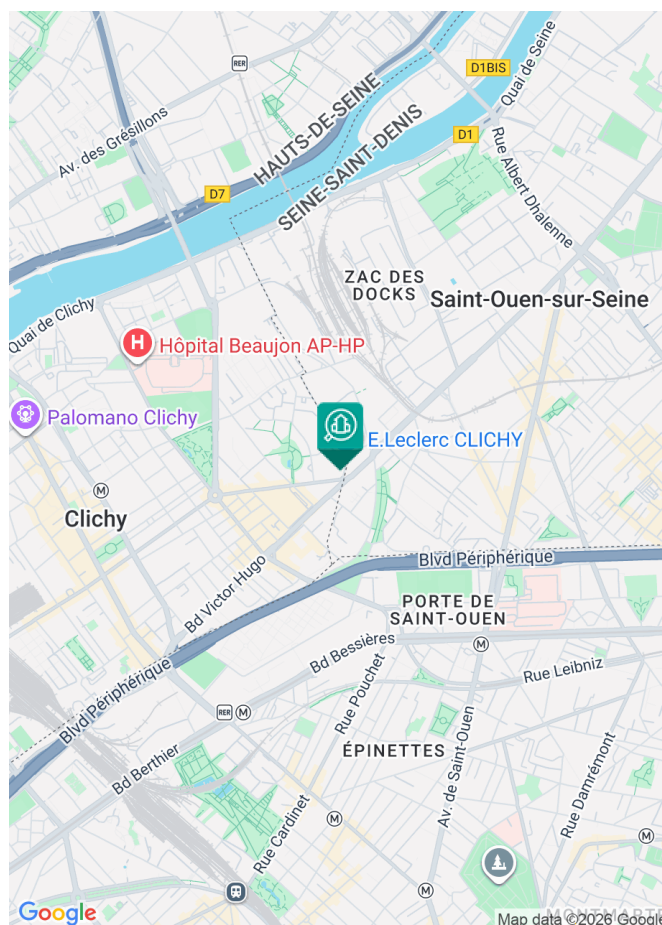 D1BIS
Quai de Seine
RER
Av. des Grésillons
HAUTS-DE-SEINE
D1
SEINE-SAINT-DENIS
Rue Albert Dhalenne
D7
ZAC DES
DOCKS
Saint-Ouen-sur-Seine
Quai de Clichy
H
Hôpital Beaujon AP-HP
Palomano Clichy
E.Leclerc CLICHY
M
Clichy
Blvd Périphérique
Bd Victor Hugo
PORTE DE
SAINT-OUEN
Bd Bessières
M
Rue Leibniz
Blvd Périphérique
Rue Pouchet
RER M
Av. de Saint-Ouen
ÉPINETTES
Bd Berthier
Rue Damrémont
Rue Cardinet
M
M
M
MONTMARTRE
Google
Map data ©2026 Google